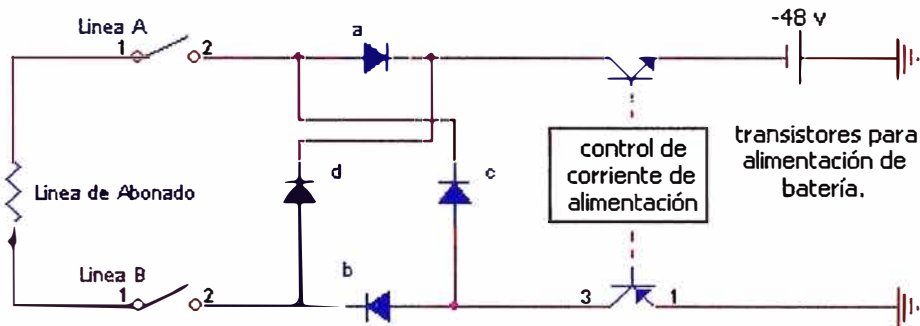 Linea A
1
2
a
-48 v
control de
corriente de
alimentación
transistores para
alimentación de
batería.
d
c
Linea de Abonado
Linea B
1
2
b
3
1